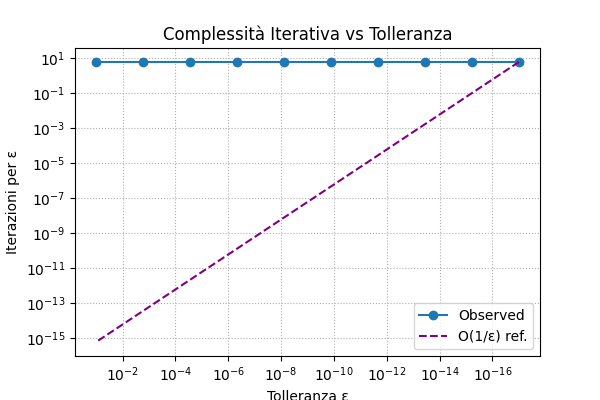 Complessità Iterativa vs Tolleranza
Iterazioni per ε
10¹
10⁻¹
10⁻³
10⁻⁵
10⁻⁷
10⁻⁹
10⁻¹¹
10⁻¹³
10⁻¹⁵
Observed
O(1/ε) ref.
10⁻² 10⁻⁴ 10⁻⁶ 10⁻⁸ 10⁻¹⁰ 10⁻¹² 10⁻¹⁴ 10⁻¹⁶
Tolleranza ε